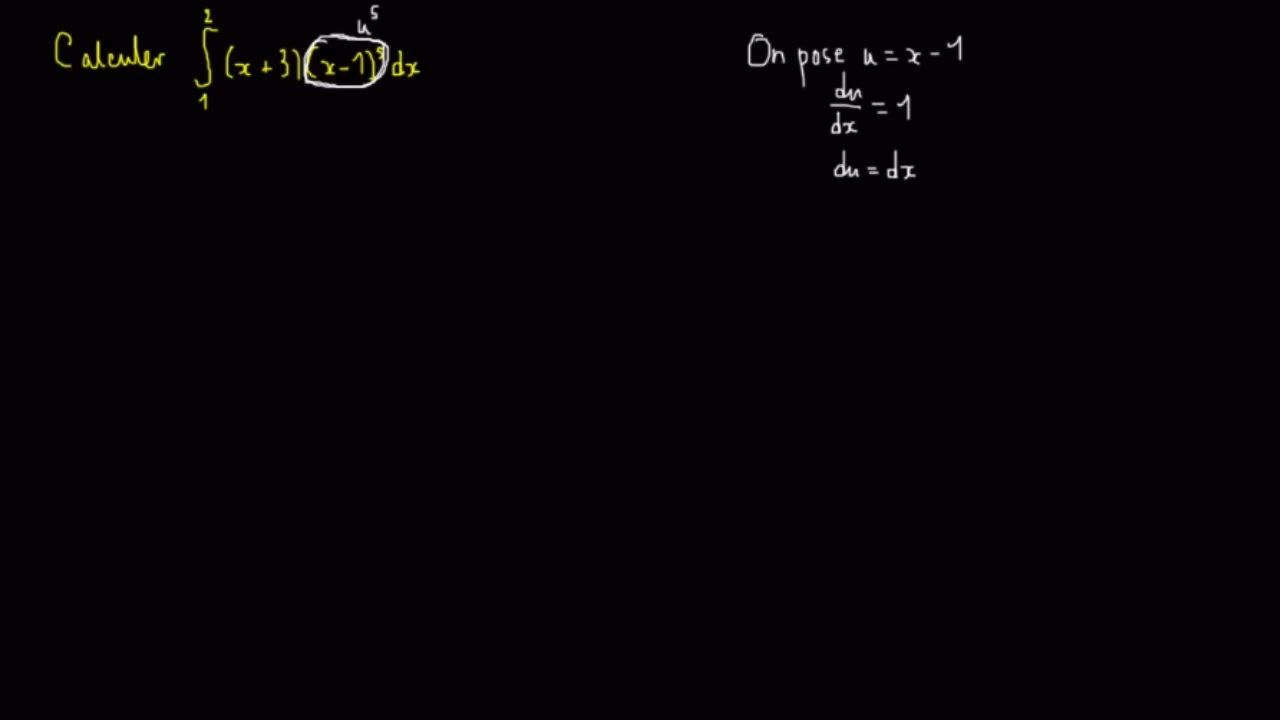 Calculer ∫₁² (x+3)(x-1)⁵ dx
u⁵
On pose u = x - 1
du/dx = 1
du = dx